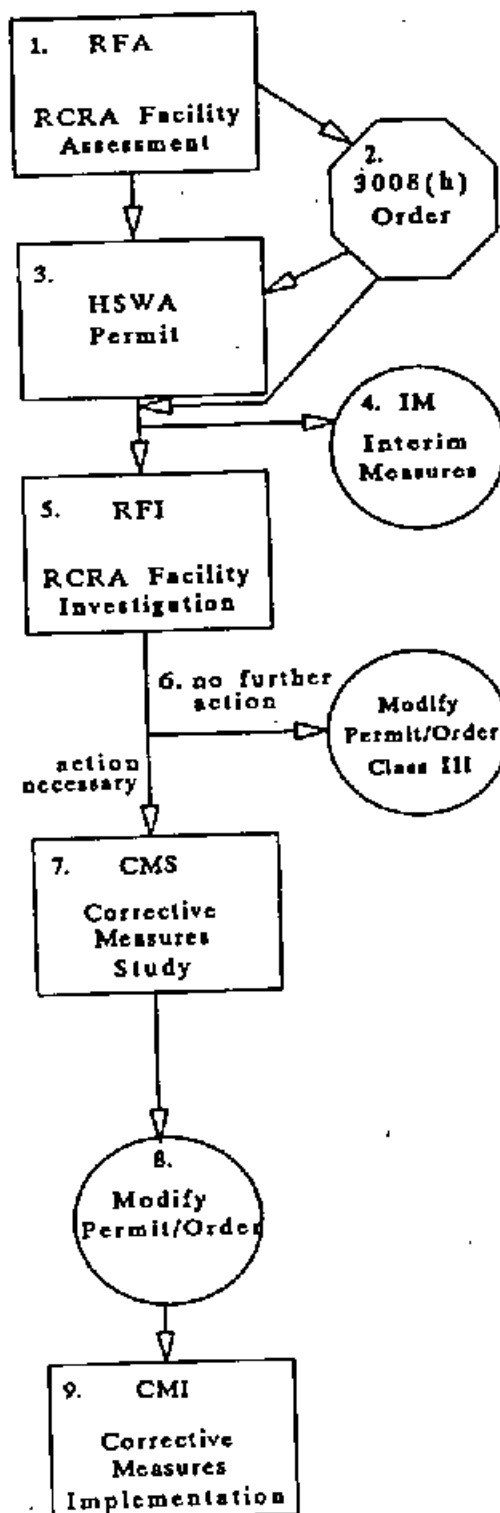 1. RFA
RCRA Facility
Assessment
2.
3008(h)
Order
3.
HSWA
Permit
4. IM
Interim
Measures
5. RFI
RCRA Facility
Investigation
6. no further
action
Modify
Permit/Order
Class III
action
necessary
7. CMS
Corrective
Measures
Study
8.
Modify
Permit/Order
9. CMI
Corrective
Measures
Implementation